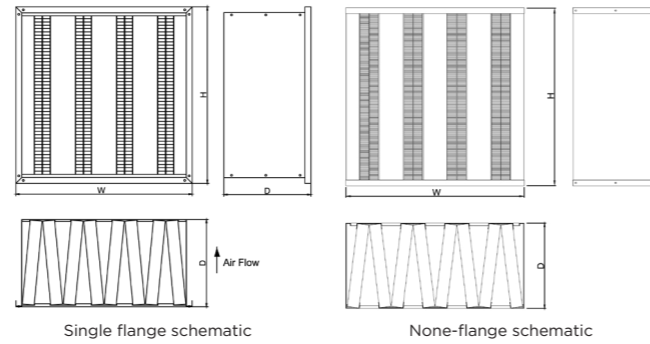 H
W
D
H
W
D
Air Flow
D
Single flange schematic
None-flange schematic